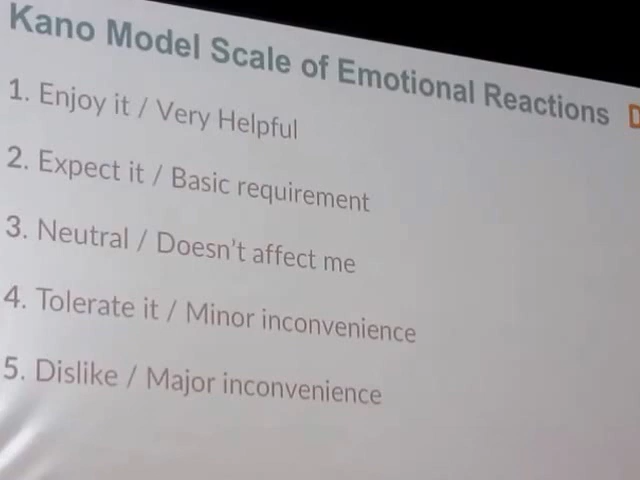 Kano Model Scale of Emotional Reactions
1. Enjoy it / Very Helpful
2. Expect it / Basic requirement
3. Neutral / Doesn't affect me
4. Tolerate it / Minor inconvenience
5. Dislike / Major inconvenience